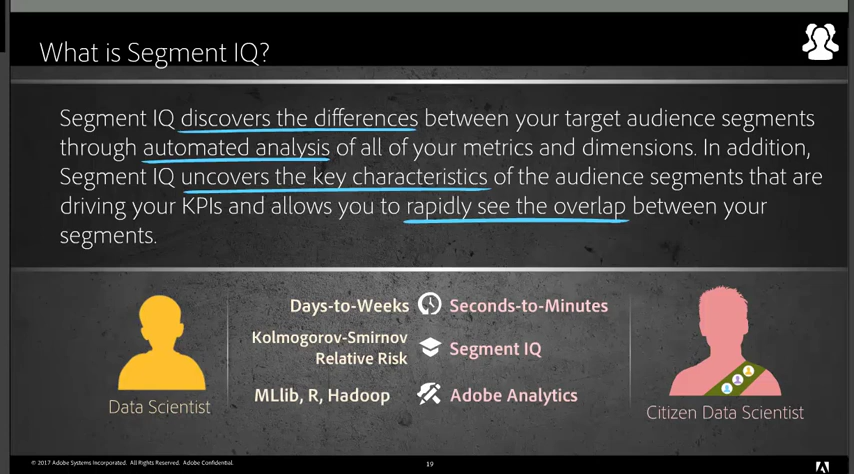 What is Segment IQ?
Segment IQ discovers the differences between your target audience segments
through automated analysis of all of your metrics and dimensions. In addition,
Segment IQ uncovers the key characteristics of the audience segments that are
driving your KPIs and allows you to rapidly see the overlap between your
segments.
Days-to-Weeks Seconds-to-Minutes
Kolmogorov-Smirnov
Relative Risk
Segment IQ
MLlib, R, Hadoop Adobe Analytics
Data Scientist
Citizen Data Scientist
© 2017 Adobe Systems Incorporated. All Rights Reserved. Adobe Confidential.
19